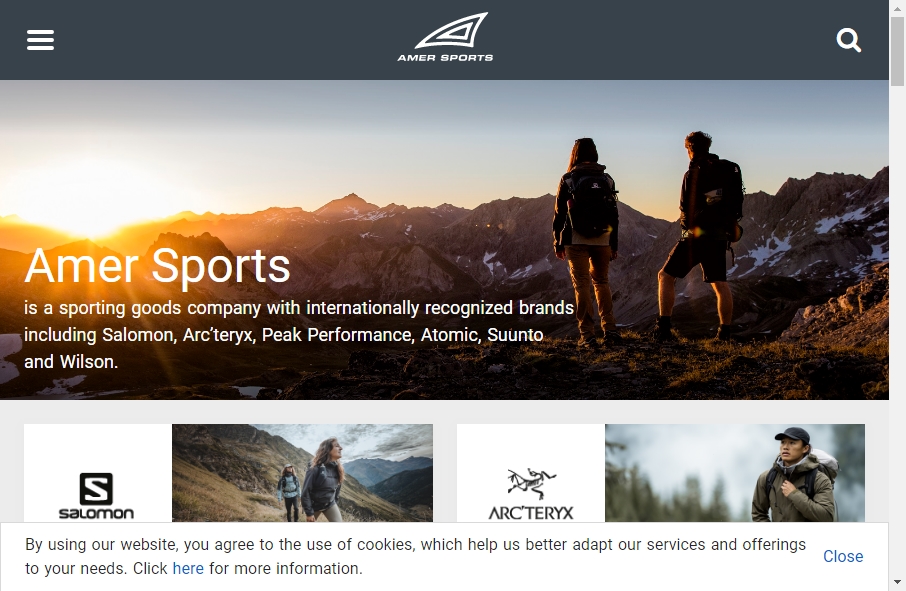 AMER SPORTS
Amer Sports
is a sporting goods company with internationally recognized brands
including Salomon, Arc’teryx, Peak Performance, Atomic, Suunto
and Wilson.
SALOMON
ARC'TERYX
By using our website, you agree to the use of cookies, which help us better adapt our services and offerings
to your needs. Click here for more information.
Close